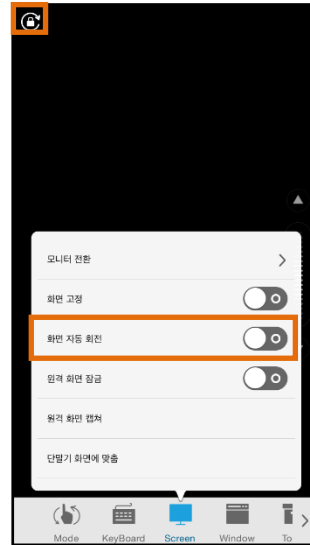 모니터 전환
화면 고정
화면 자동 회전
원격 화면 잠금
원격 화면 캡쳐
단말기 화면에 맞춤
Mode KeyBoard Screen Window To